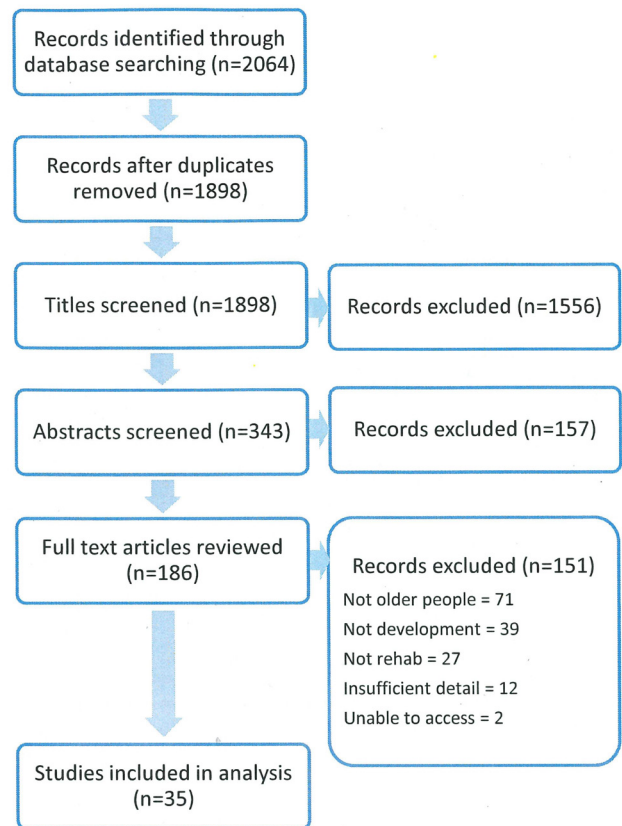 Records identified through
database searching (n=2064)
Records after duplicates
removed (n=1898)
Titles screened (n=1898)
Records excluded (n=1556)
Abstracts screened (n=343)
Records excluded (n=157)
Full text articles reviewed
(n=186)
Records excluded (n=151)
Not older people = 71
Not development = 39
Not rehab = 27
Insufficient detail = 12
Unable to access = 2
Studies included in analysis
(n=35)